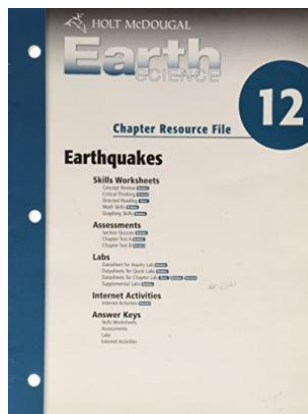 HOLT McDOUGAL
Earth
SCIENCE
12
Chapter Resource File
Earthquakes
Skills Worksheets
Concept Review
Critical Thinking
Directed Reading
Math Skills
Graphing Skills
Assessments
Section Quizzes
Chapter Test A
Chapter Test B
Labs
Datasheet for Inquiry Lab
Datasheets for Quick Labs
Datasheets for Chapter Lab
Supplemental Labs
Internet Activities
Internet Activities
Answer Keys
Skills Worksheets
Assessments
Labs
Internet Activities